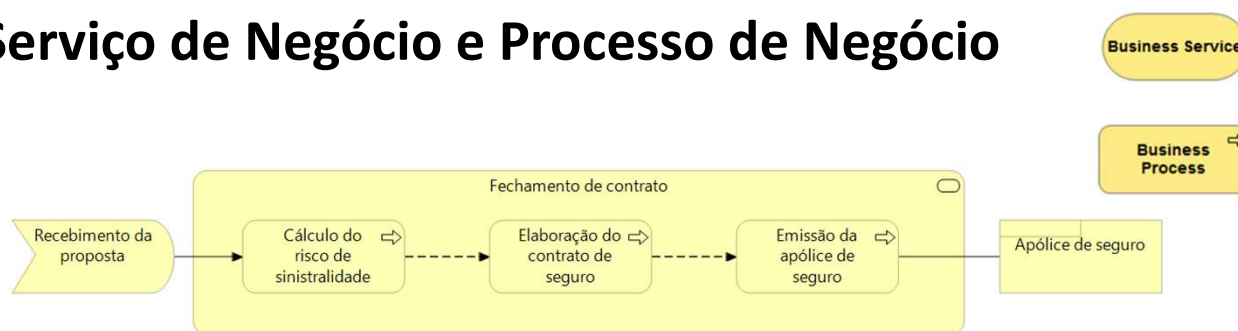 Serviço de Negócio e Processo de Negócio
Business Service
Business
Process
Fechamento de contrato
Recebimento da
proposta
Cálculo do
risco de
sinistralidade
Elaboração do
contrato de
seguro
Emissão da
apólice de
seguro
Apólice de seguro